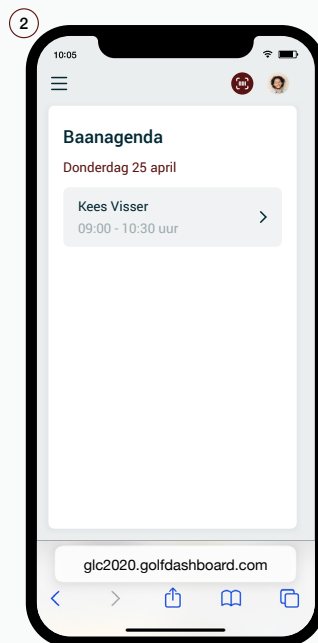 2
10:05
Baanagenda
Donderdag 25 april
Kees Visser
09:00 - 10:30 uur
glc2020.golfdashboard.com